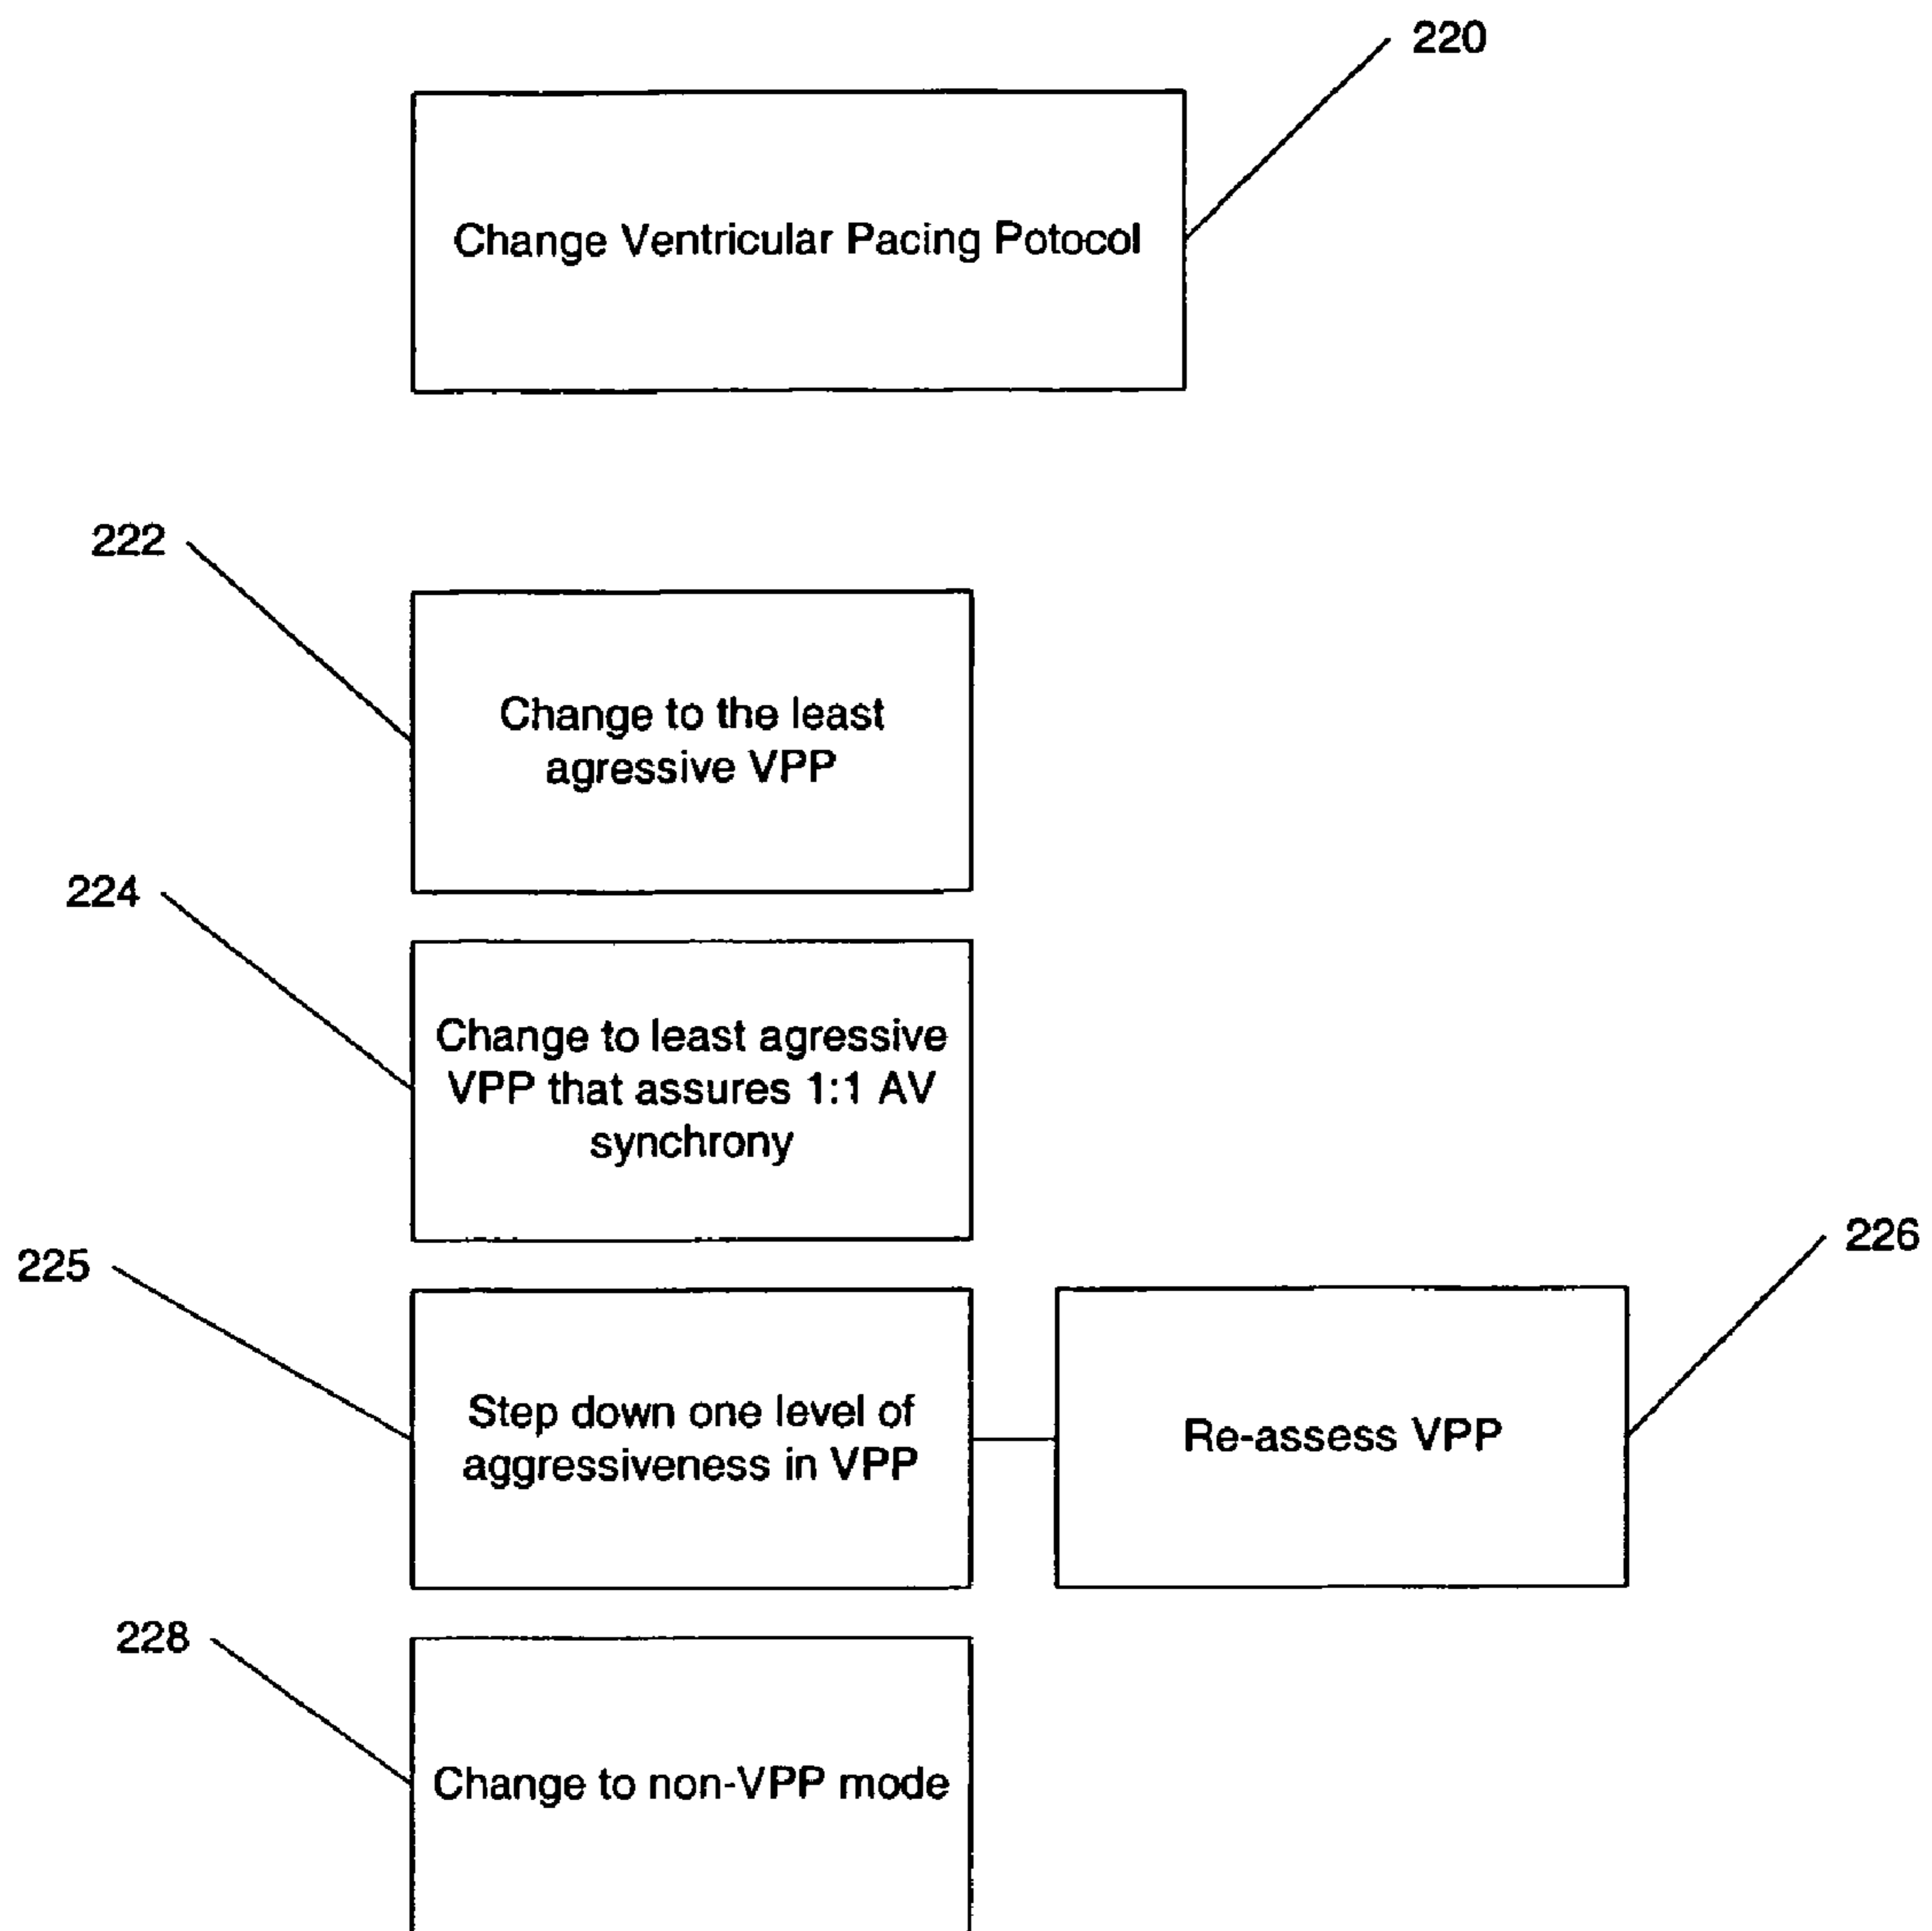 220
Change Ventricular Pacing Potocol
222
Change to the least
agressive VPP
224
Change to least agressive
VPP that assures 1:1 AV
synchrony
225
226
Step down one level of
aggressiveness in VPP
Re-assess VPP
228
Change to non-VPP mode